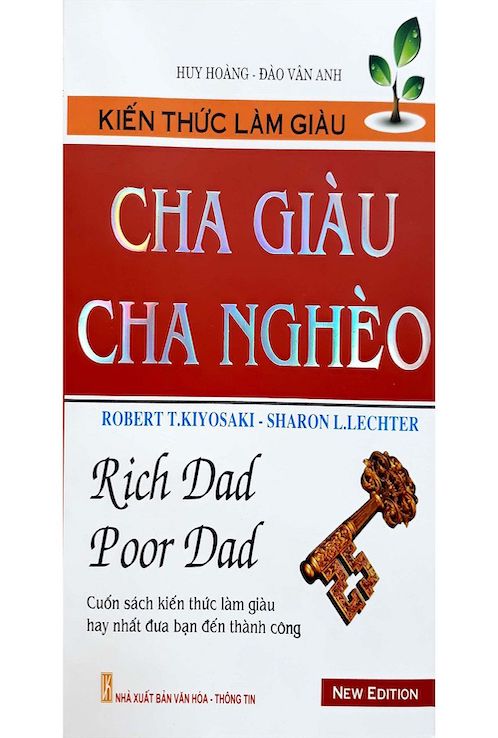 HUY HOÀNG - ĐÀO VÂN ANH
KIẾN THỨC LÀM GIÀU
CHA GIÀU
CHA NGHÈO
ROBERT T.KIYOSAKI - SHARON L.LECHTER
Rich Dad
Poor Dad
Cuốn sách kiến thức làm giàu
hay nhất đưa bạn đến thành công
NHÀ XUẤT BẢN VĂN HÓA - THÔNG TIN
NEW EDITION